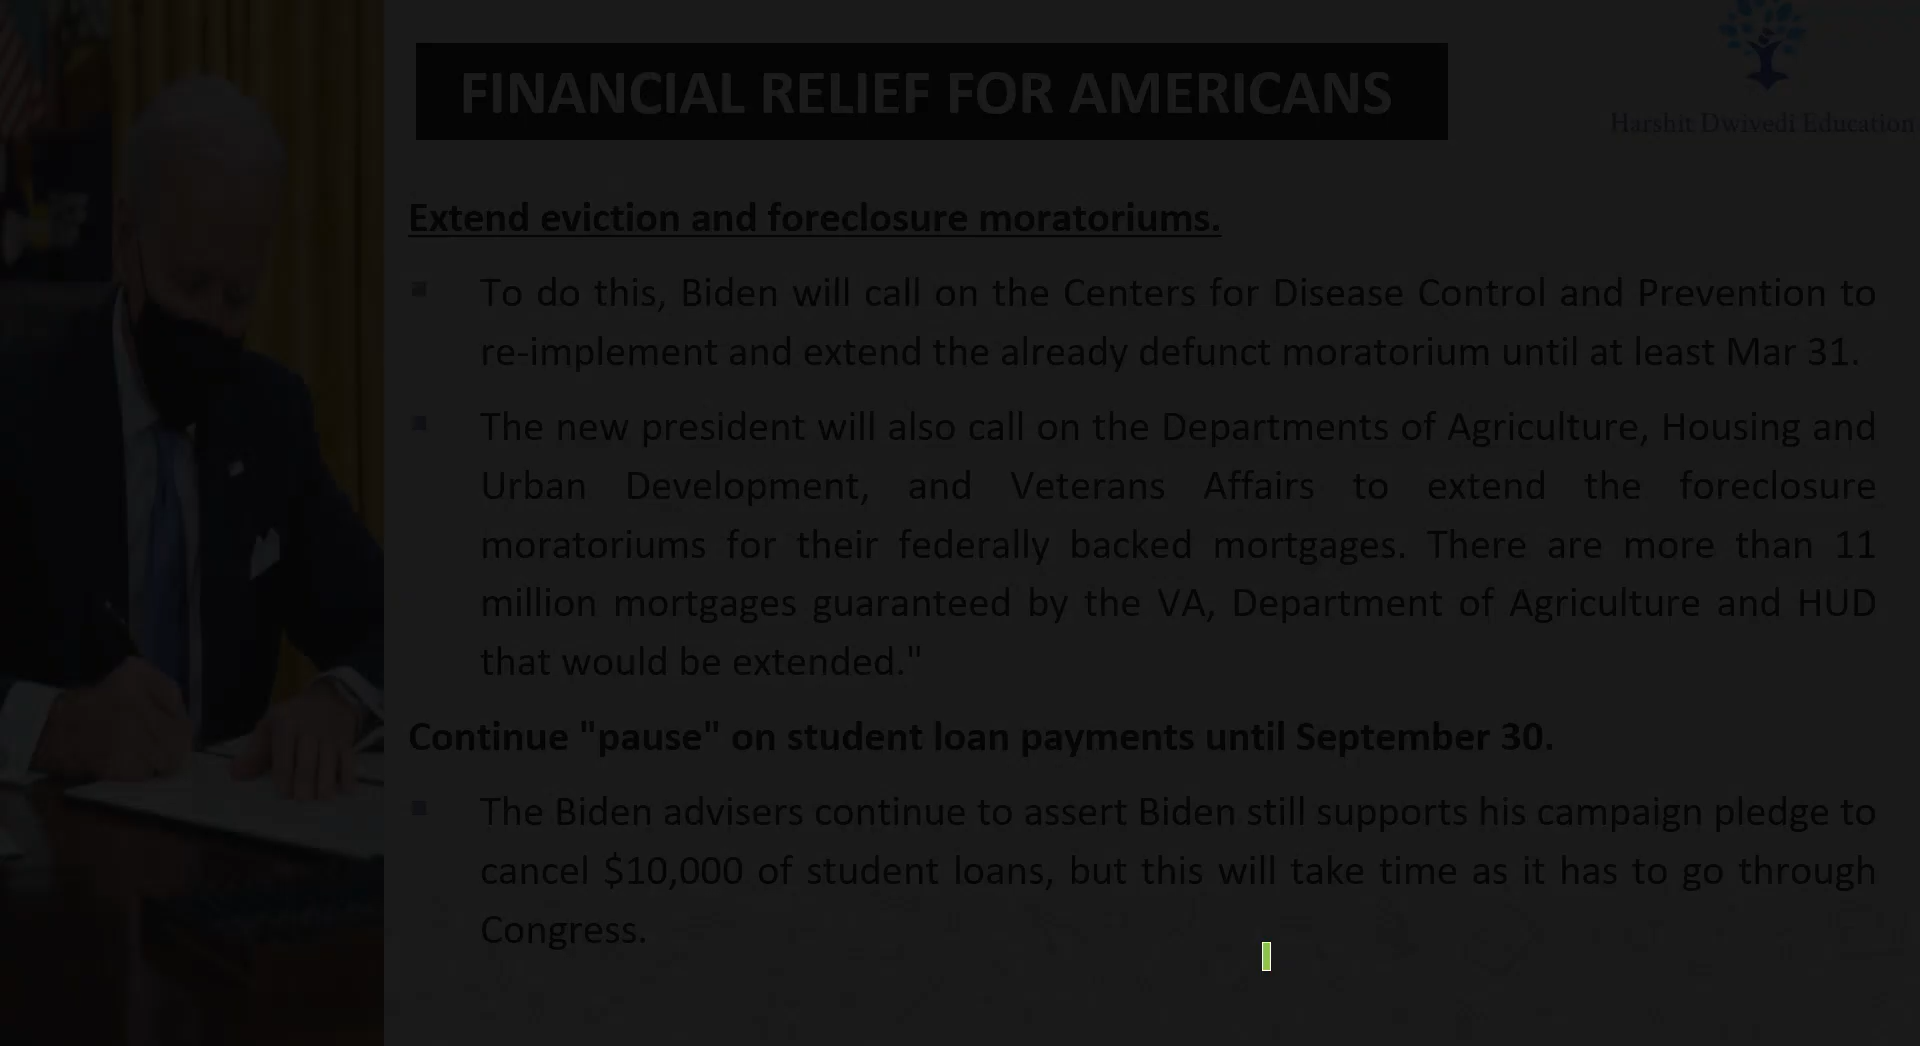 FINANCIAL RELIEF FOR AMERICANS
Harshit Dwivedi Education
Extend eviction and foreclosure moratoriums.
▪ To do this, Biden will call on the Centers for Disease Control and Prevention to
re-implement and extend the already defunct moratorium until at least Mar 31.
▪ The new president will also call on the Departments of Agriculture, Housing and
Urban Development, and Veterans Affairs to extend the foreclosure
moratoriums for their federally backed mortgages. There are more than 11
million mortgages guaranteed by the VA, Department of Agriculture and HUD
that would be extended."
Continue "pause" on student loan payments until September 30.
▪ The Biden advisers continue to assert Biden still supports his campaign pledge to
cancel $10,000 of student loans, but this will take time as it has to go through
Congress.